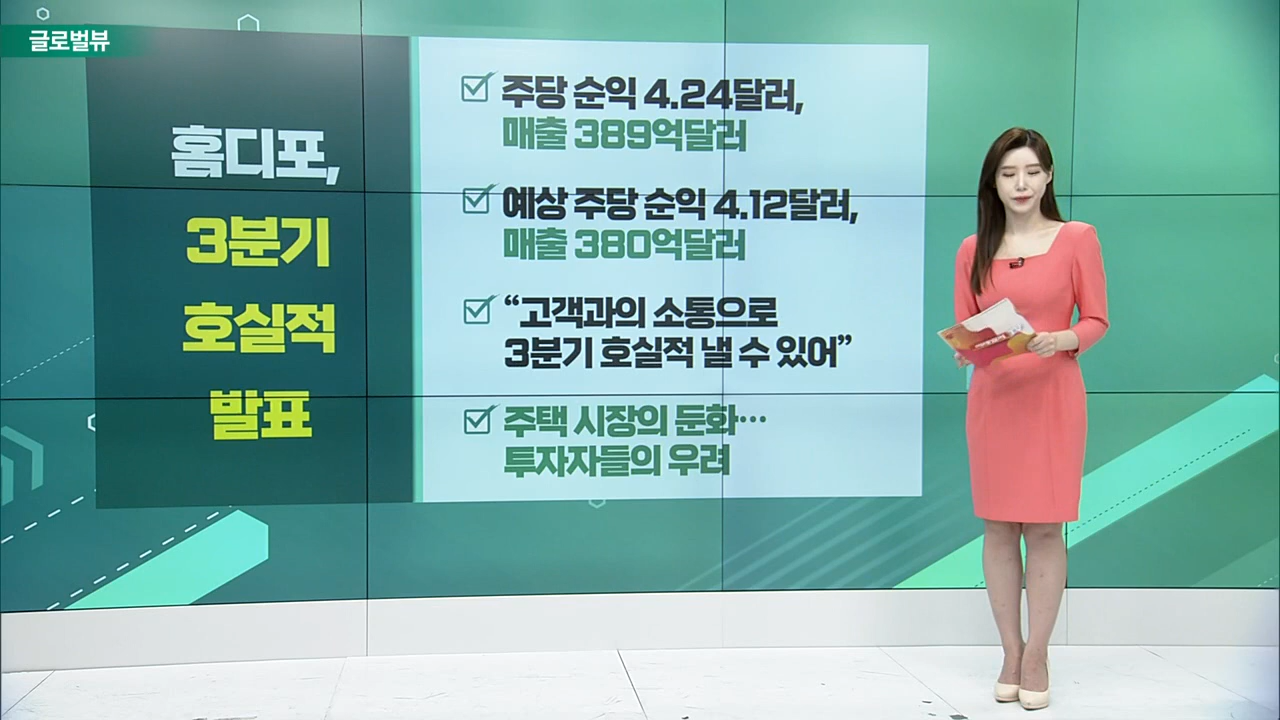 글로벌뷰
홈디포,
3분기
호실적
발표
주당 순익 4.24달러,
매출 389억달러
예상 주당 순익 4.12달러,
매출 380억달러
“고객과의 소통으로
3분기 호실적 낼 수 있어”
주택 시장의 둔화…
투자자들의 우려